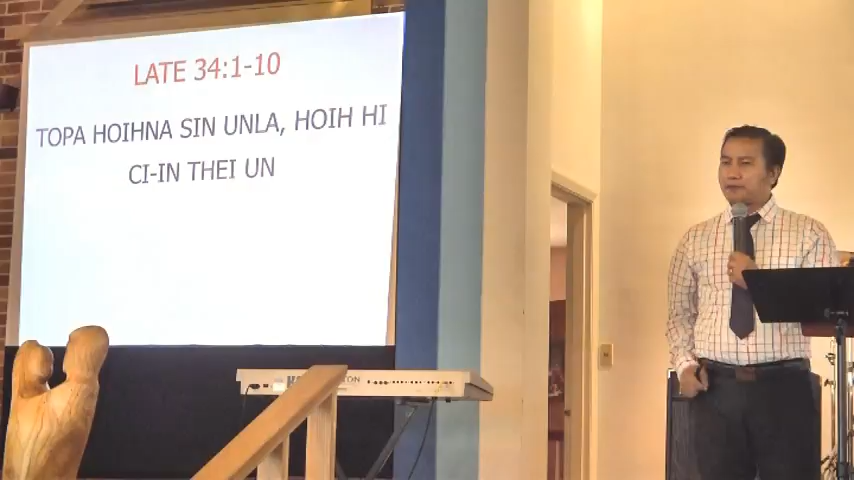 LATE 34:1-10
TOPA HOIHNA SIN UNLA, HOIH HI
CI-IN THEI UN